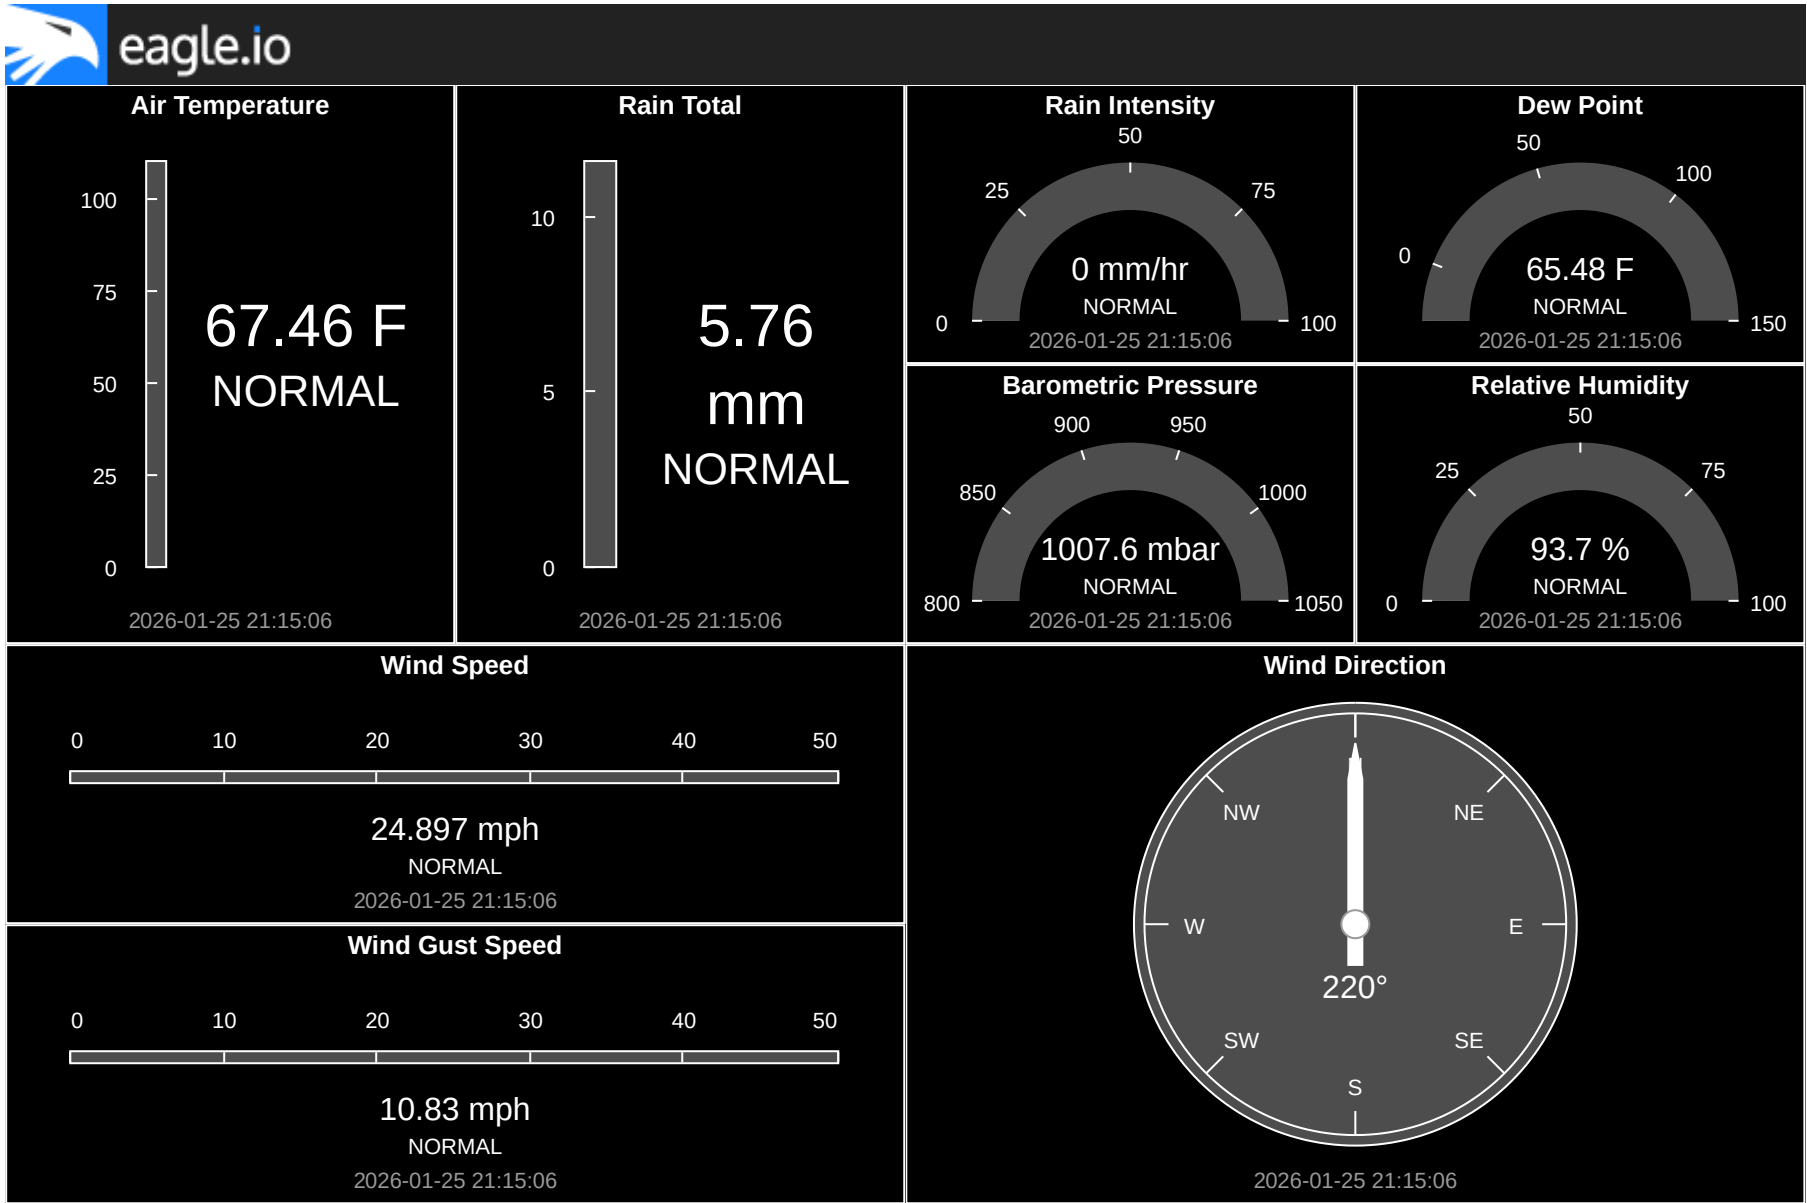 eagle.io
Air Temperature
100
75
50
25
0
67.46 F
NORMAL
2026-01-25 21:15:06
Rain Total
10
5
0
5.76
mm
NORMAL
2026-01-25 21:15:06
Rain Intensity
0
25
50
75
100
0 mm/hr
NORMAL
2026-01-25 21:15:06
Dew Point
0
50
100
150
65.48 F
NORMAL
2026-01-25 21:15:06
Barometric Pressure
800
850
900
950
1000
1050
1007.6 mbar
NORMAL
2026-01-25 21:15:06
Relative Humidity
0
25
50
75
100
93.7 %
NORMAL
2026-01-25 21:15:06
Wind Speed
0 10 20 30 40 50
24.897 mph
NORMAL
2026-01-25 21:15:06
Wind Gust Speed
0 10 20 30 40 50
10.83 mph
NORMAL
2026-01-25 21:15:06
Wind Direction
NW NE
W E
220°
SW SE
S
2026-01-25 21:15:06